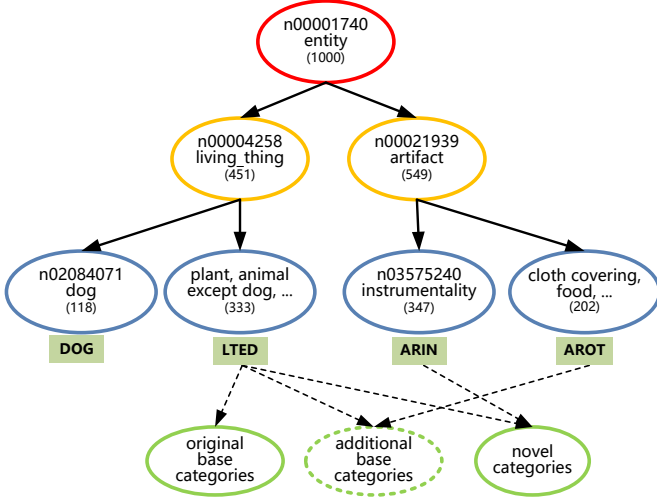 n00001740
entity
(1000)
n00004258
living_thing
(451)
n00021939
artifact
(549)
n02084071
dog
(118)
plant, animal
except dog, ...
(333)
n03575240
instrumentality
(347)
cloth covering,
food, ...
(202)
DOG
LTED
ARIN
AROT
original
base
categories
additional
base
categories
novel
categories